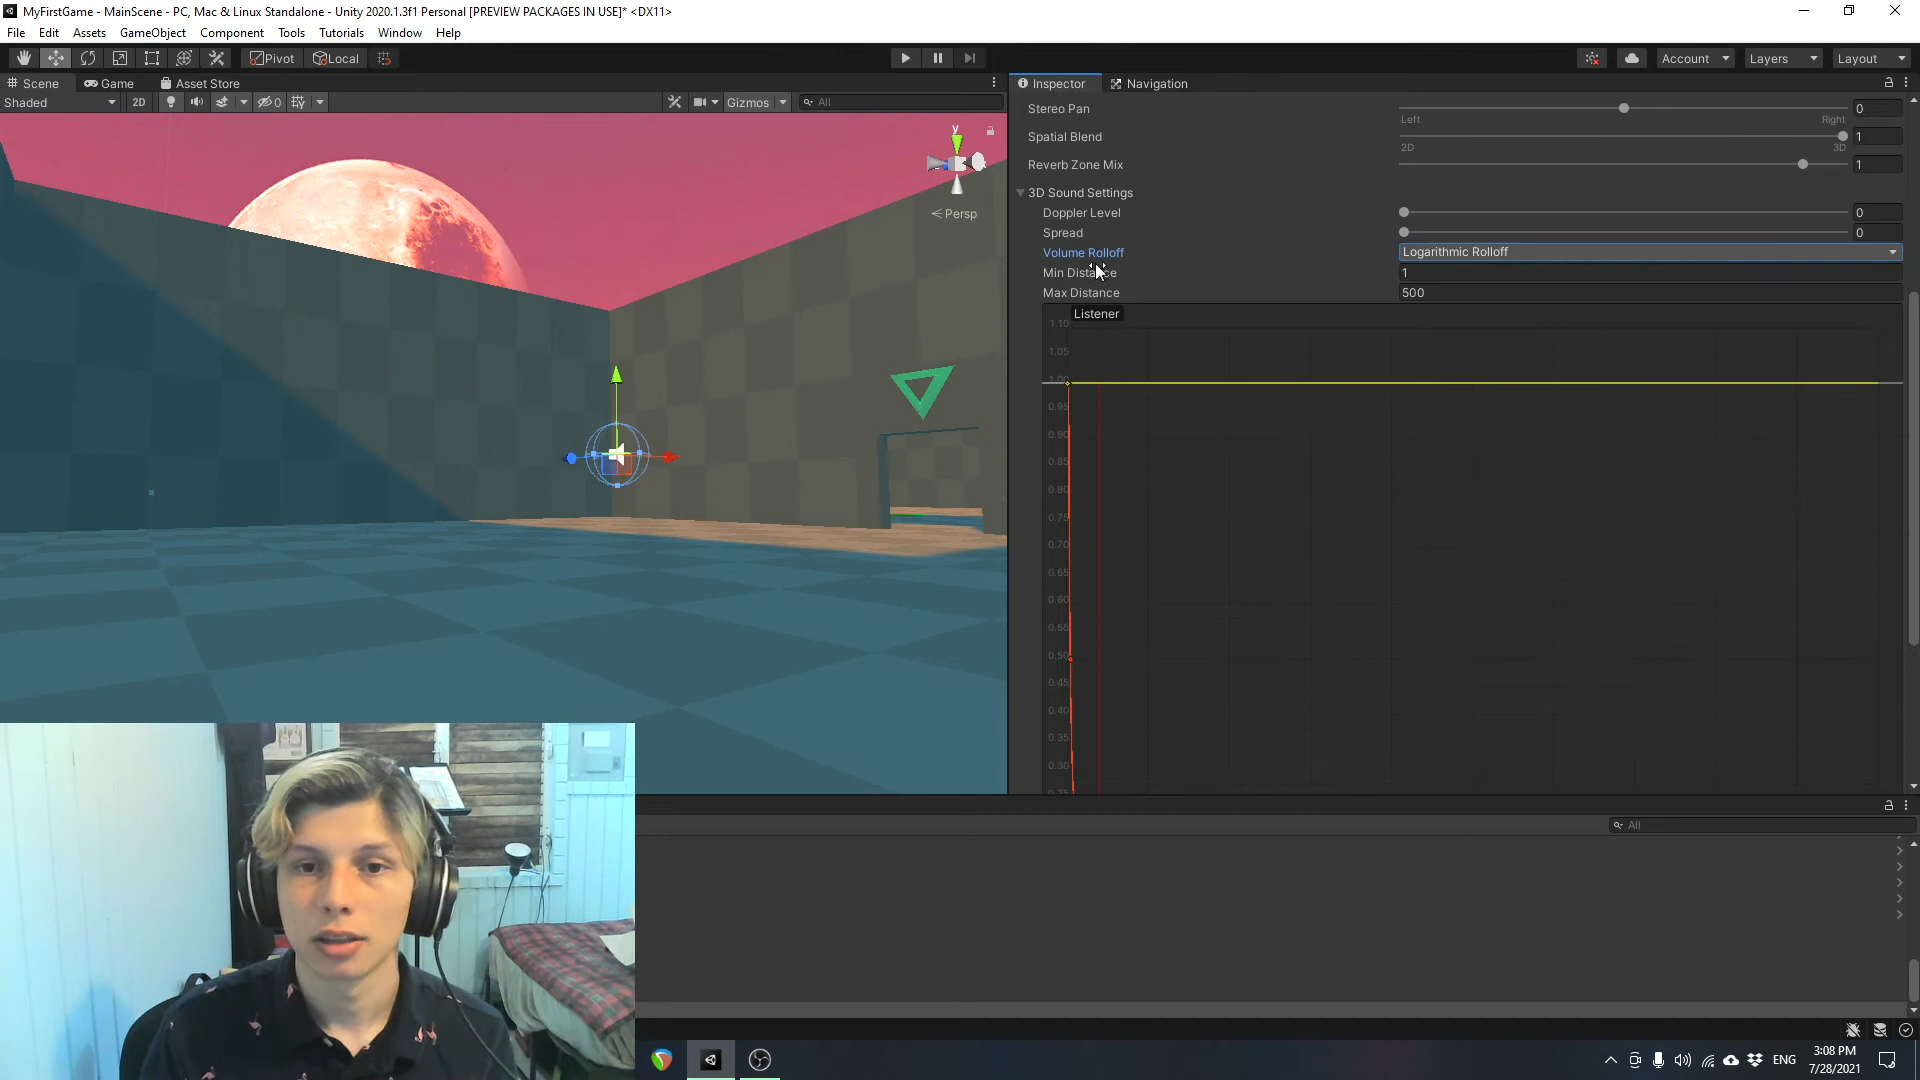 MyFirstGame - MainScene - PC, Mac & Linux Standalone - Unity 2020.1.3f1 Personal [PREVIEW PACKAGES IN USE]* <DX11>
File Edit Assets GameObject Component Tools Tutorials Window Help
Pivot Local Account Layers Layout
Scene Game Asset Store Inspector Navigation
Shaded 2D 0 Gizmos All
Stereo Pan 0
Left Right
Spatial Blend 1
2D 3D
Reverb Zone Mix 1
3D Sound Settings
Doppler Level 0
Spread 0
Volume Rolloff Logarithmic Rolloff
Min Distance 1
Max Distance 500
Listener
1.10
1.05
1.00
0.95
0.90
0.85
0.80
0.75
0.70
0.65
0.60
0.55
0.50
0.45
0.40
0.35
0.30
0.25
y
Persp
All
ENG
3:08 PM
7/28/2021